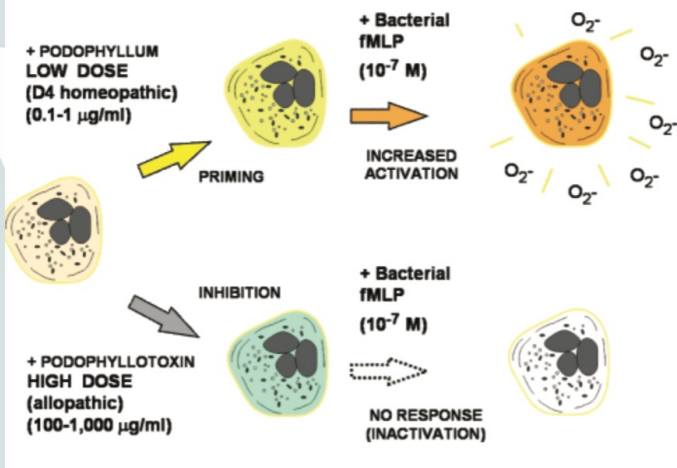 + PODOPHYLLUM
LOW DOSE
(D4 homeopathic)
(0.1-1 µg/ml)
PRIMING
+ Bacterial
fMLP
(10⁻⁷ M)
INCREASED
ACTIVATION
O₂-
O₂-
O₂-
O₂-
O₂-
O₂-
INHIBITION
+ PODOPHYLLOTOXIN
HIGH DOSE
(allopathic)
(100-1,000 µg/ml)
+ Bacterial
fMLP
(10⁻⁷ M)
NO RESPONSE
(INACTIVATION)